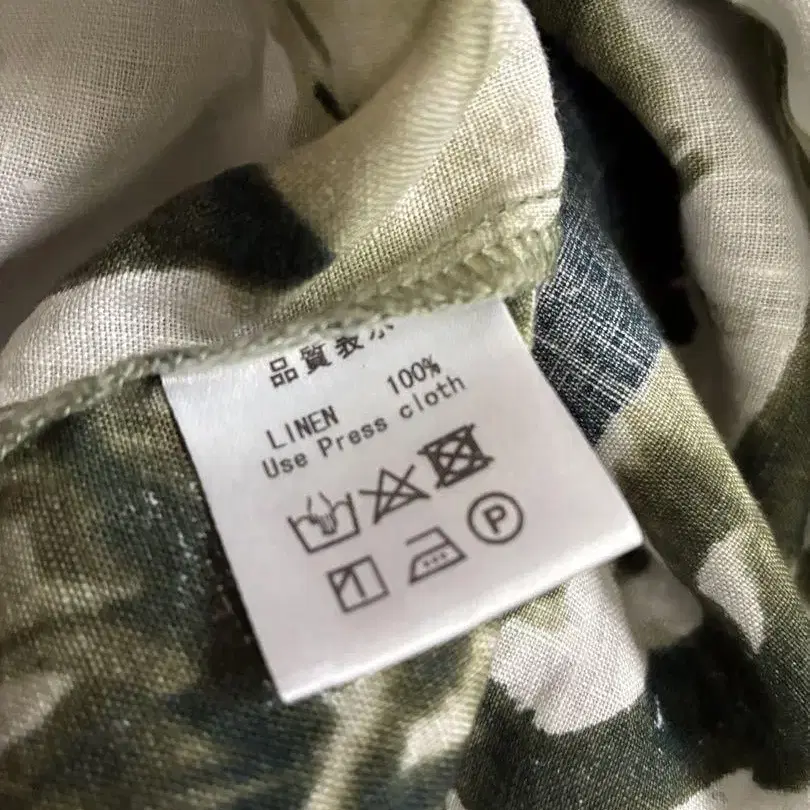 品質表示
LINEN 100%
Use Press cloth
P